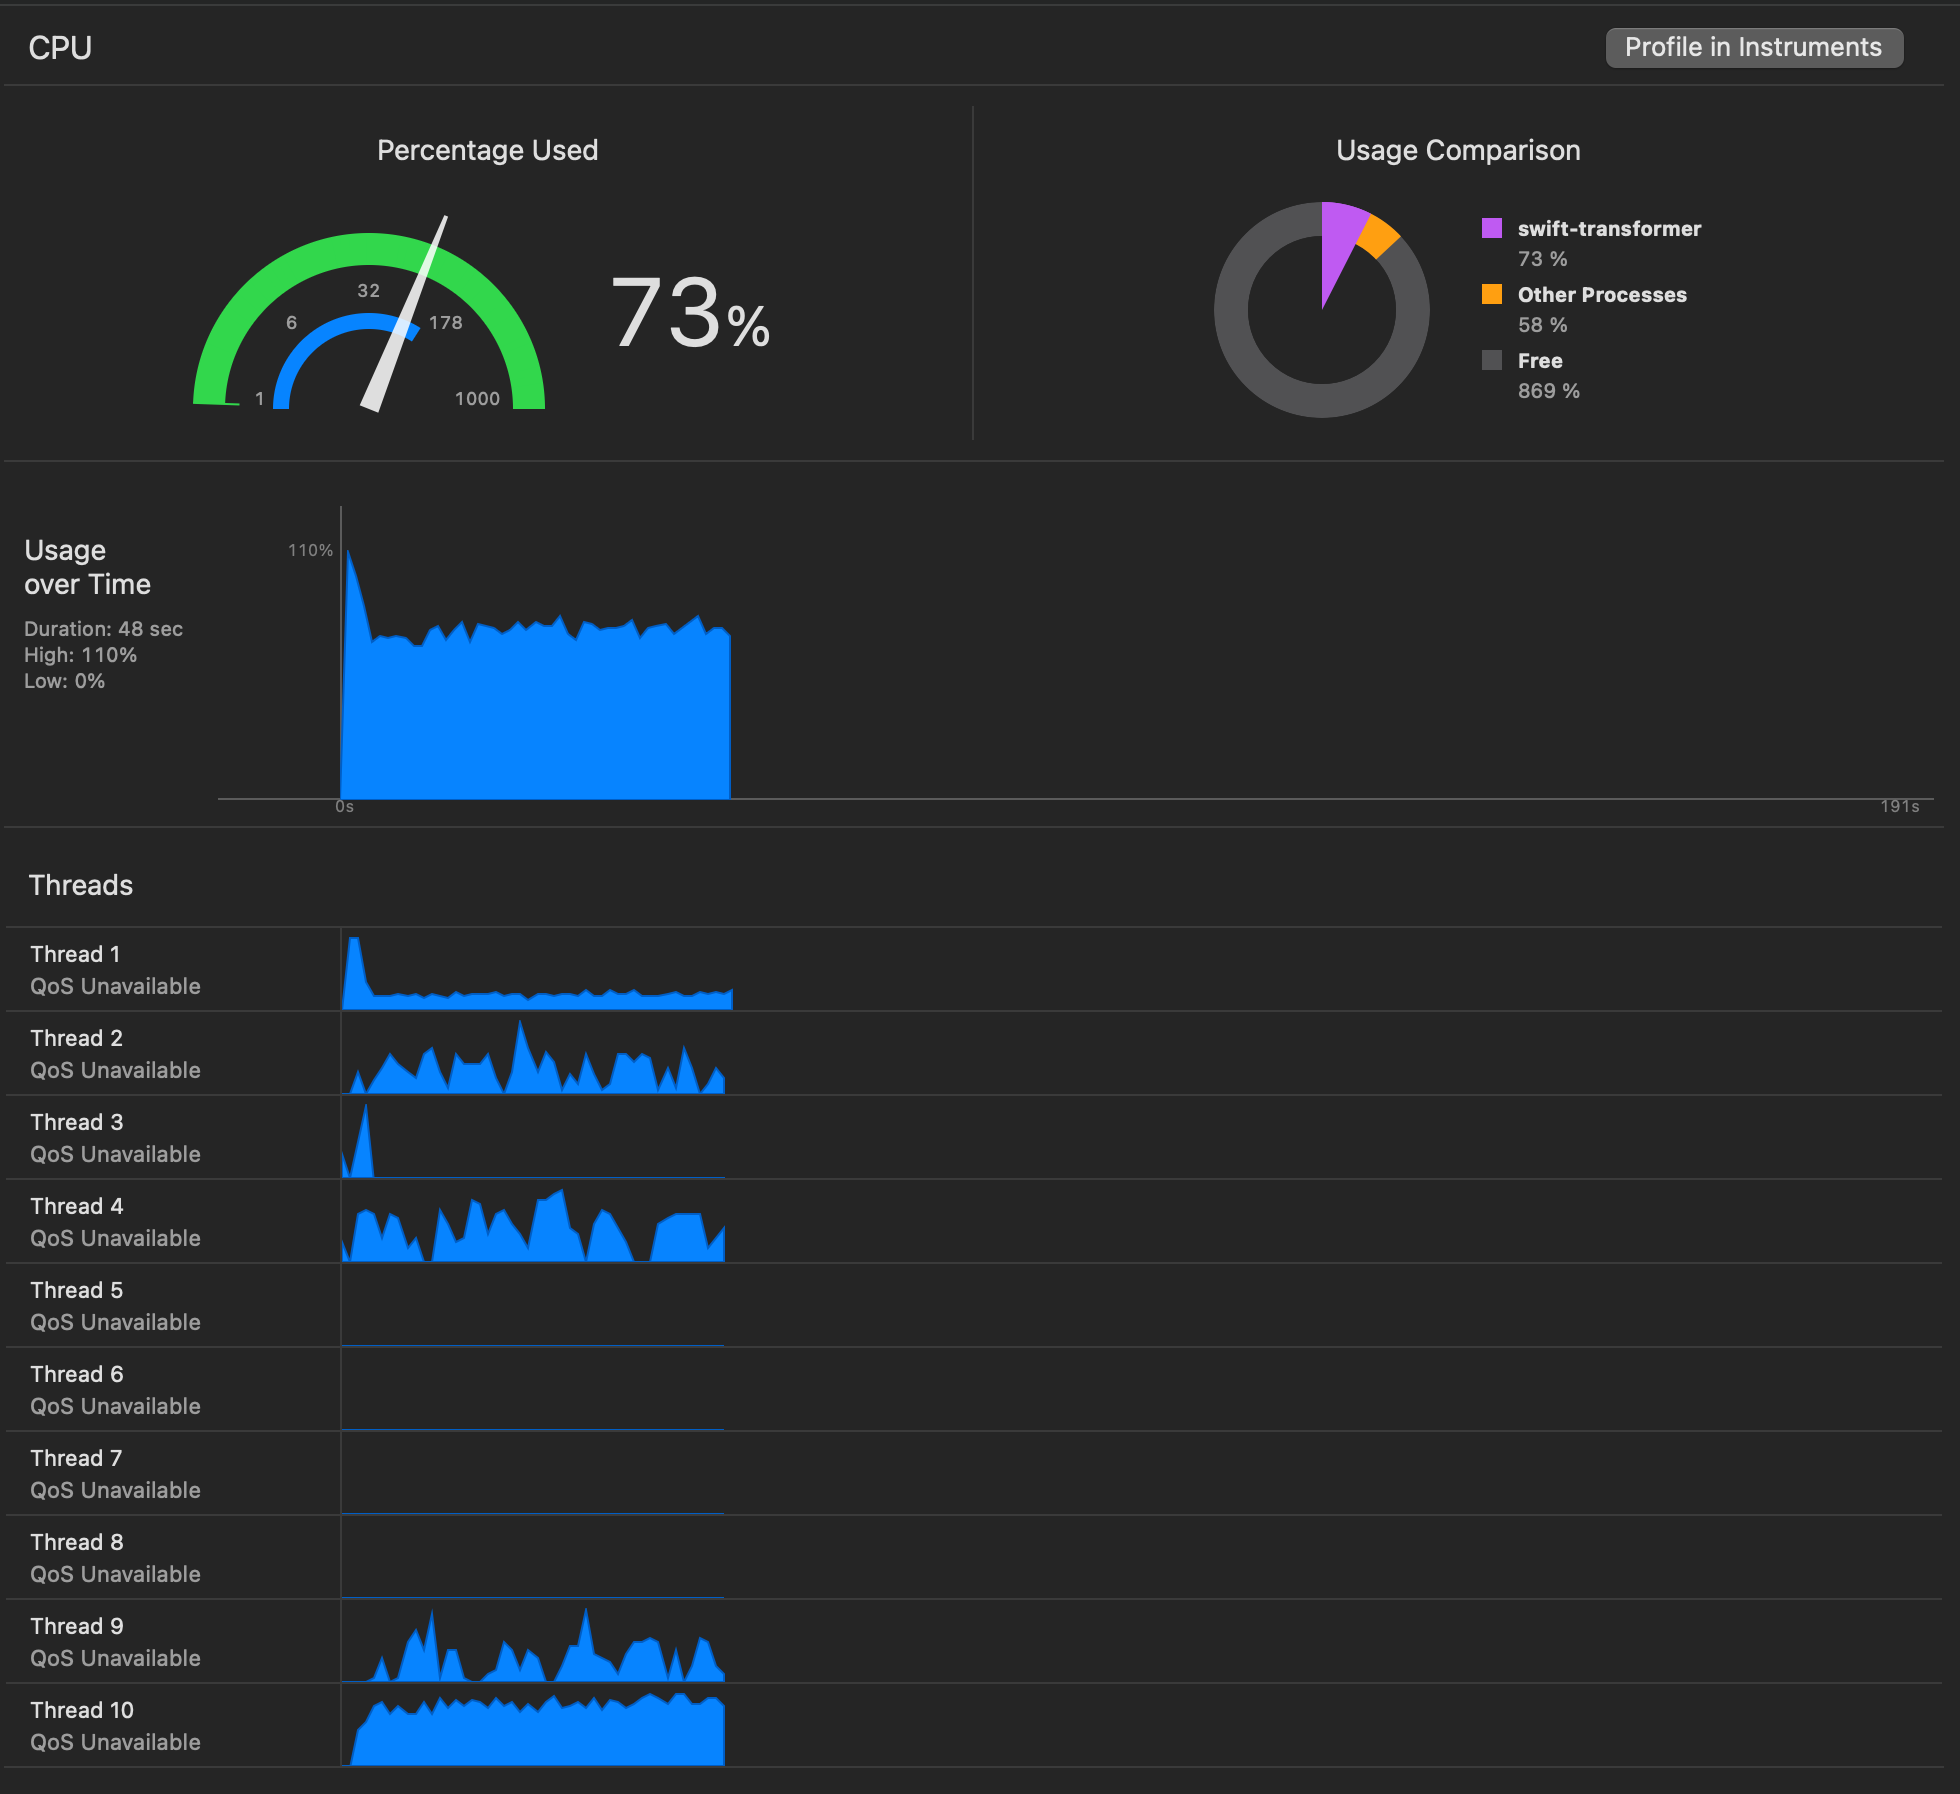 CPU
Profile in Instruments
Percentage Used
1
6
32
178
1000
73%
Usage Comparison
swift-transformer
73 %
Other Processes
58 %
Free
869 %
Usage
over Time
Duration: 48 sec
High: 110%
Low: 0%
110%
0s
191s
Threads
Thread 1
QoS Unavailable
Thread 2
QoS Unavailable
Thread 3
QoS Unavailable
Thread 4
QoS Unavailable
Thread 5
QoS Unavailable
Thread 6
QoS Unavailable
Thread 7
QoS Unavailable
Thread 8
QoS Unavailable
Thread 9
QoS Unavailable
Thread 10
QoS Unavailable